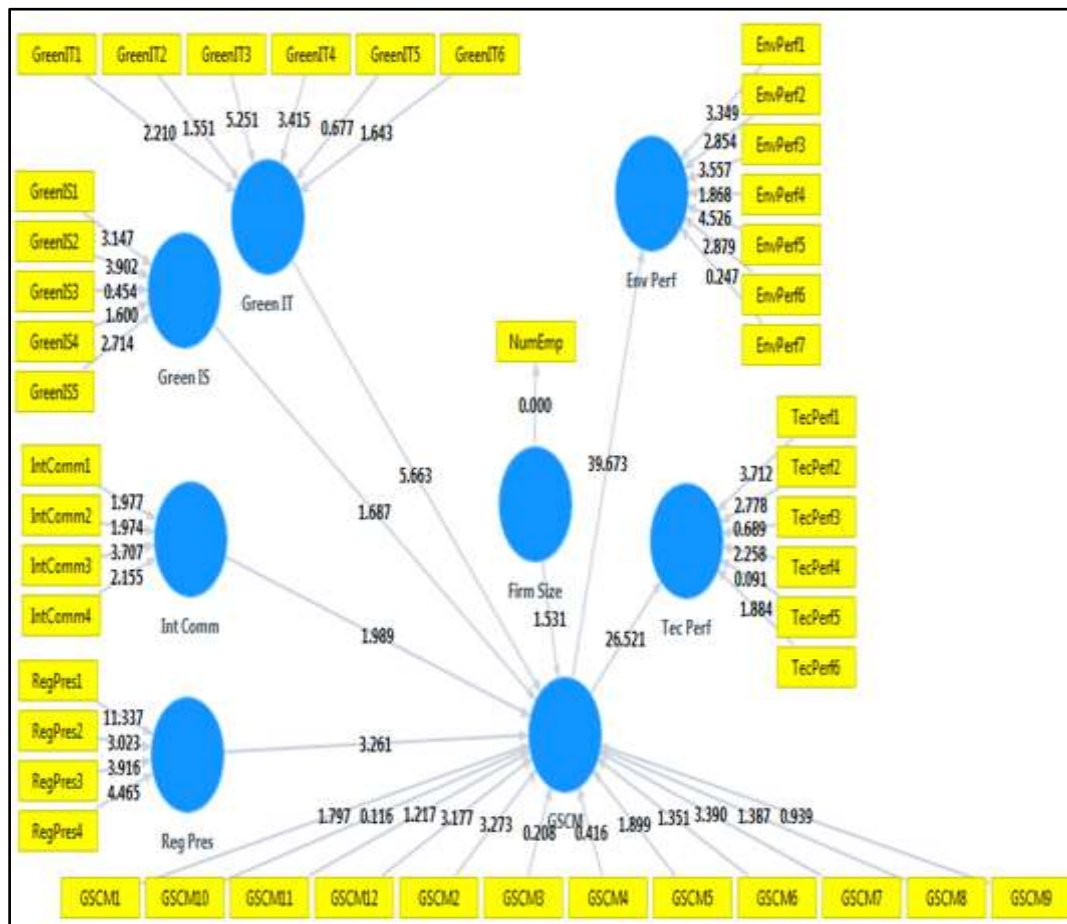 GreenIT1 GreenIT2 GreenIT3 GreenIT4 GreenIT5 GreenIT6
2.210 1.551 5.251 3.415 0.677 1.643
Green IT
GreenIS1
GreenIS2
GreenIS3
GreenIS4
GreenIS5
3.147
3.902
0.454
1.600
2.714
Green IS
EnvPerf1
EnvPerf2
EnvPerf3
EnvPerf4
EnvPerf5
EnvPerf6
EnvPerf7
3.349
2.854
3.557
1.868
4.526
2.879
0.247
Env Perf
NumEmp
0.000
Firm Size
1.531
5.663
1.687
39.673
26.521
TecPerf1
TecPerf2
TecPerf3
TecPerf4
TecPerf5
TecPerf6
3.712
2.778
0.689
2.258
0.091
1.884
Tec Perf
IntComm1
IntComm2
IntComm3
IntComm4
1.977
1.974
3.707
2.155
Int Comm
1.989
RegPres1
RegPres2
RegPres3
RegPres4
11.337
3.023
3.916
4.465
Reg Pres
3.261
GSCM
1.797 0.116 1.217 3.177 3.273 0.208 0.416 1.899 1.351 3.390 1.387 0.939
GSCM1 GSCM10 GSCM11 GSCM12 GSCM2 GSCM3 GSCM4 GSCM5 GSCM6 GSCM7 GSCM8 GSCM9